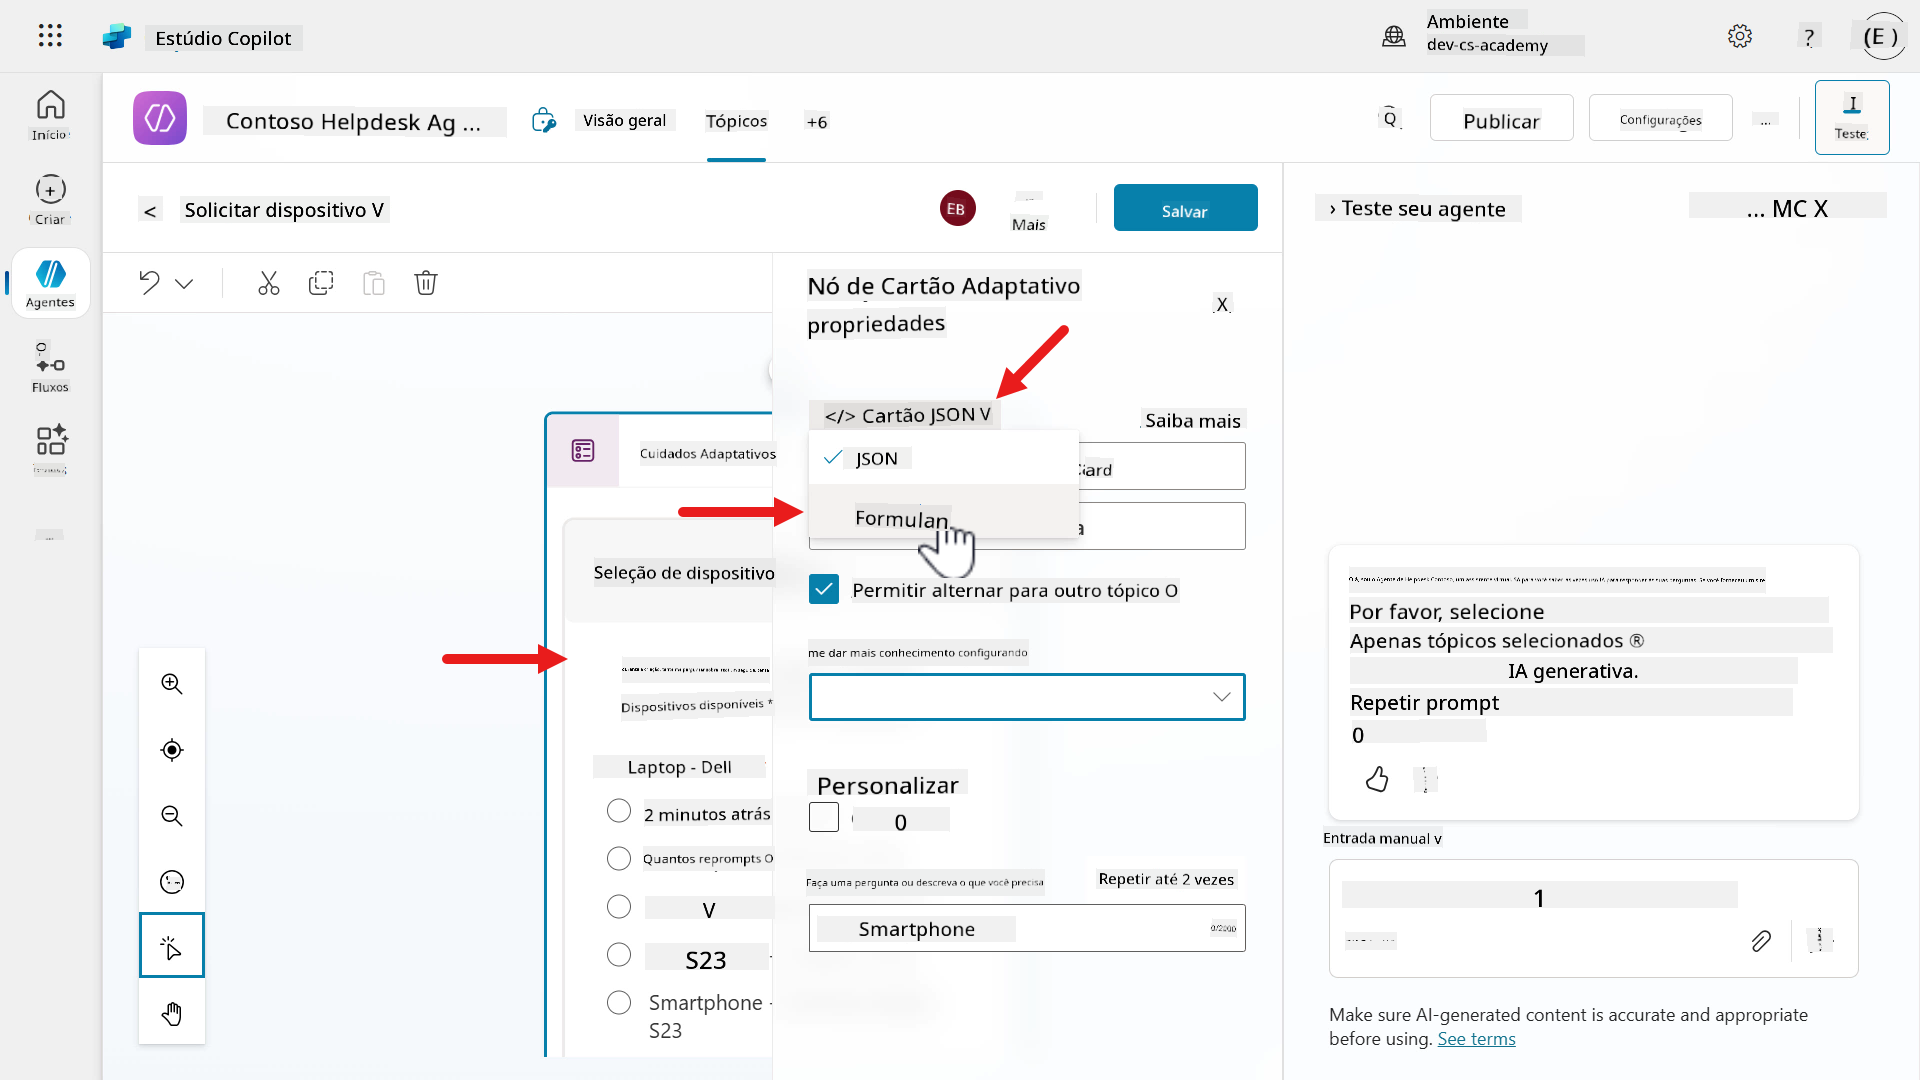 Estúdio Copilot
Ambiente
dev-cs-academy
?
(E )
Início
Criar
Agentes
Fluxos
Contoso Helpdesk Ag ...
Visão geral
Tópicos
+6
Q
Publicar
Configurações
...
I
Teste
< Solicitar dispositivo V
EB
Mais
Salvar
Nó de Cartão Adaptativo
propriedades
X
</> Cartão JSON V
Saiba mais
JSON
Formulan
Card
a
Permitir alternar para outro tópico O
me dar mais conhecimento configurando
Personalizar
0
Faça uma pergunta ou descreva o que você precisa
Repetir até 2 vezes
Smartphone
0/2000
Cuidados Adaptativos
Seleção de dispositivo
Dispositivos disponíveis *
Laptop - Dell
2 minutos atrás
Quantos reprompts O
V
S23
Smartphone -
S23
› Teste seu agente
... MC X
Por favor, selecione
Apenas tópicos selecionados ®
IA generativa.
Repetir prompt
0
Entrada manual v
1
Make sure AI-generated content is accurate and appropriate
before using. See terms